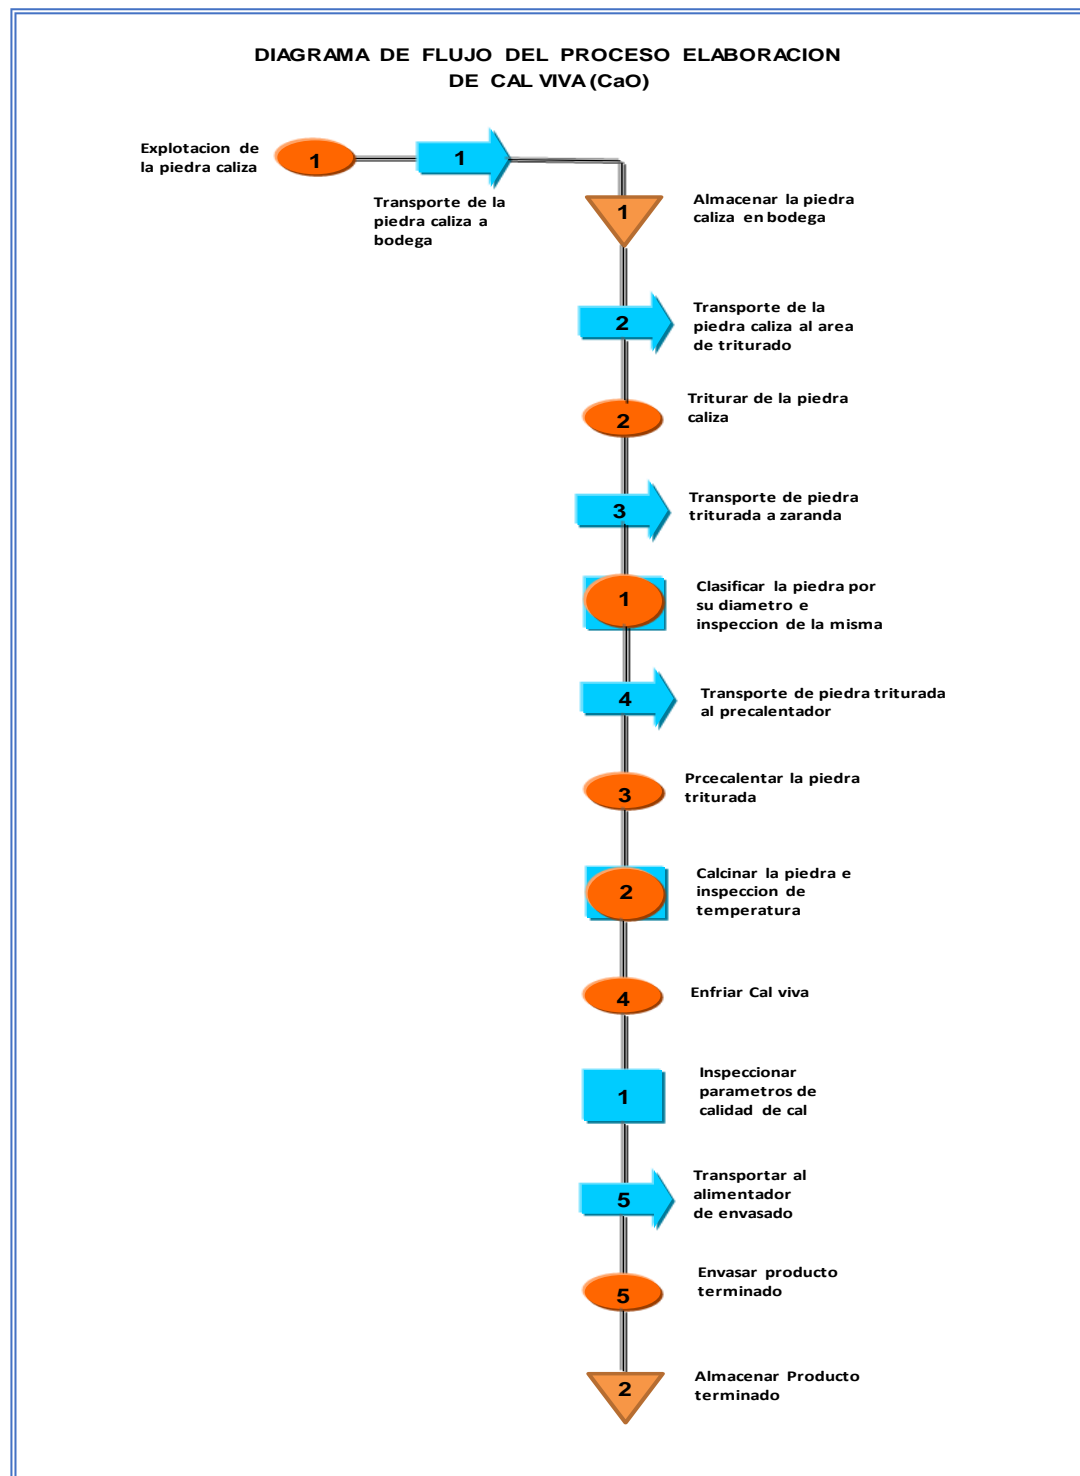 DIAGRAMA DE FLUJO DEL PROCESO ELABORACION
DE CAL VIVA (CaO)
Explotacion de
la piedra caliza
1
1
Transporte de la
piedra caliza a
bodega
1
Almacenar la piedra
caliza en bodega
2
Transporte de la
piedra caliza al area
de triturado
2
Triturar de la piedra
caliza
3
Transporte de piedra
triturada a zaranda
1
Clasificar la piedra por
su diametro e
inspeccion de la misma
4
Transporte de piedra triturada
al precalentador
3
Prcecalentar la piedra
triturada
2
Calcinar la piedra e
inspeccion de
temperatura
4
Enfriar Cal viva
1
Inspeccionar
parametros de
calidad de cal
5
Transportar al
alimentador
de envasado
5
Envasar producto
terminado
2
Almacenar Producto
terminado